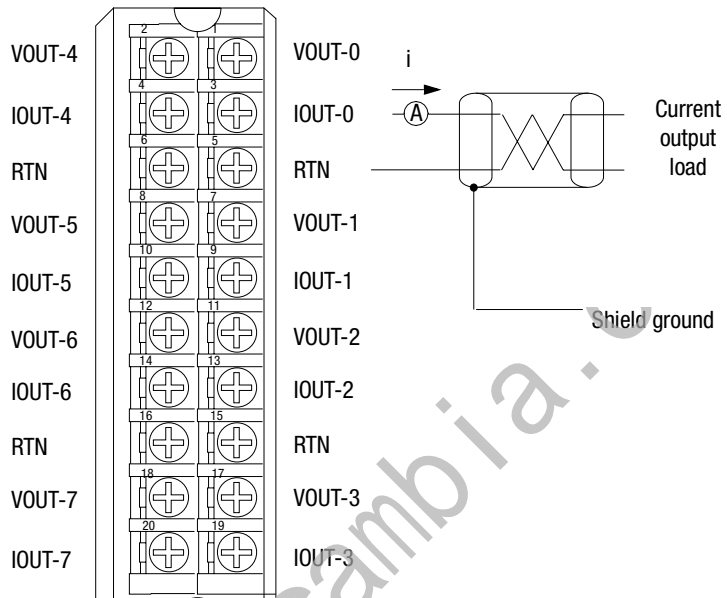 2 1
VOUT-4 VOUT-0 i
4 3
IOUT-4 IOUT-0 A Current
output
load
6 5
RTN RTN
8 7
VOUT-5 VOUT-1
10 9
IOUT-5 IOUT-1
12 11
VOUT-6 VOUT-2 Shield ground
14 13
IOUT-6 IOUT-2
16 15
RTN RTN
18 17
VOUT-7 VOUT-3
20 19
IOUT-7 IOUT-3